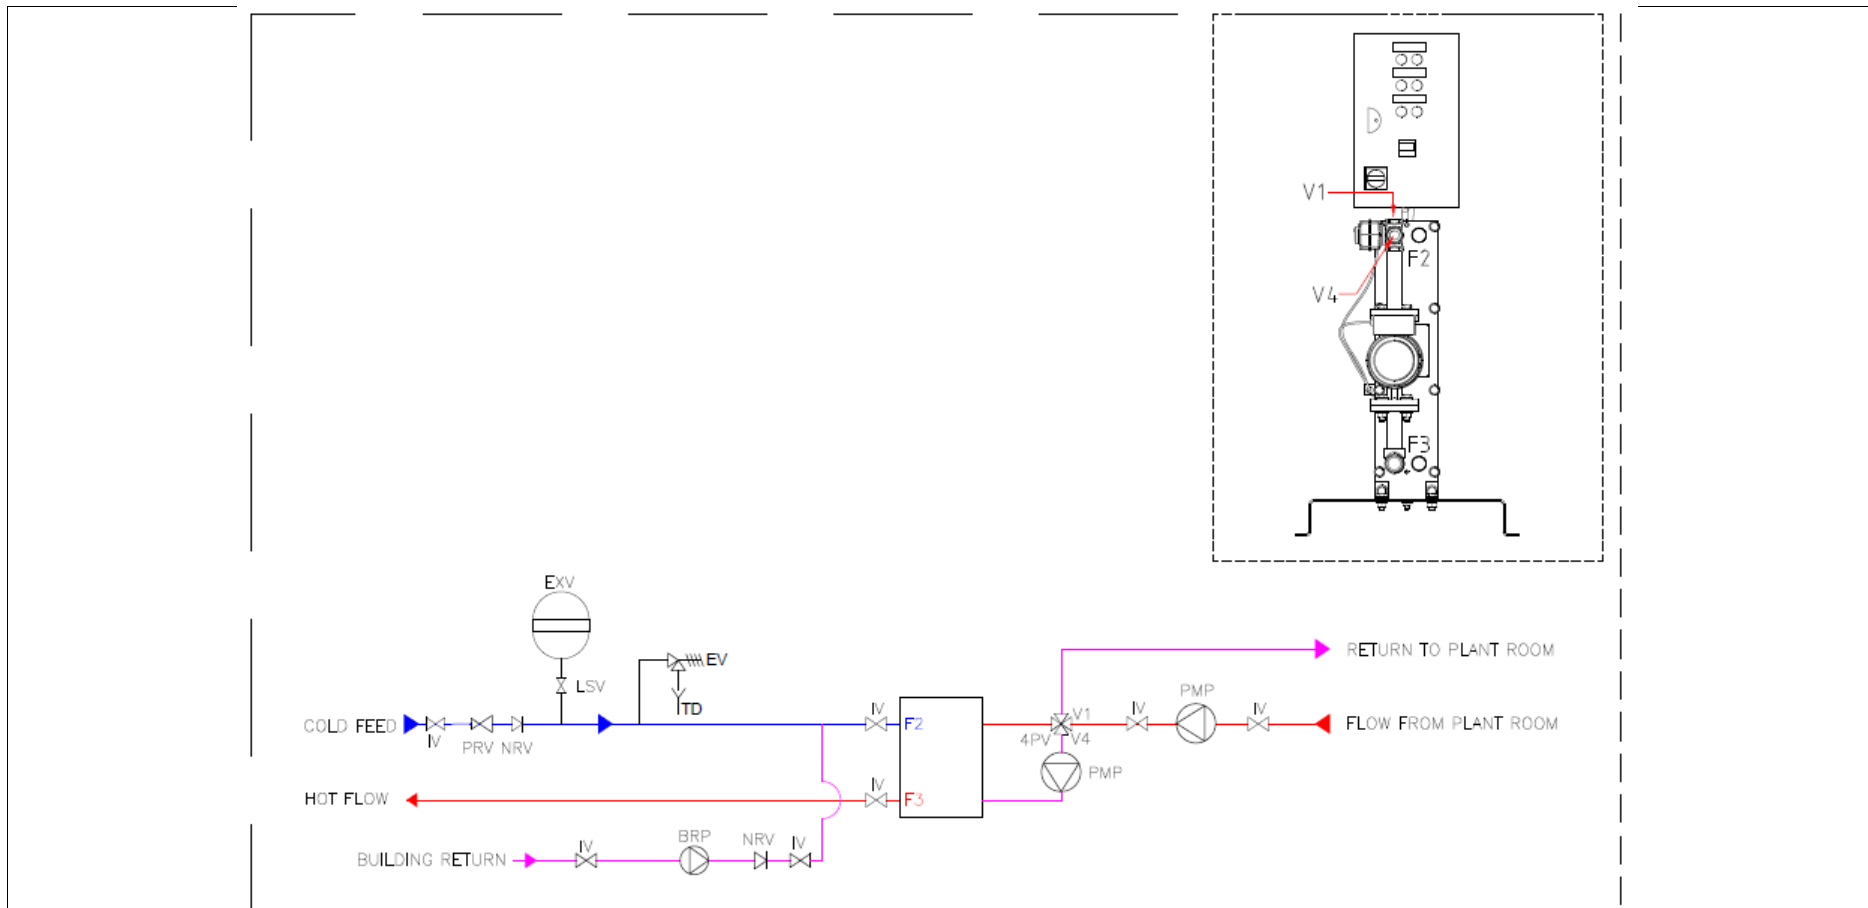 V1
F2
V4
F3
EXV
LSV
EV
TD
COLD FEED
IV
PRV NRV
IV
F2
RETURN TO PLANT ROOM
PMP
IV
IV
V1
4PV
V4
FLOW FROM PLANT ROOM
PMP
HOT FLOW
IV
F3
BUILDING RETURN
IV
BRP
NRV
IV